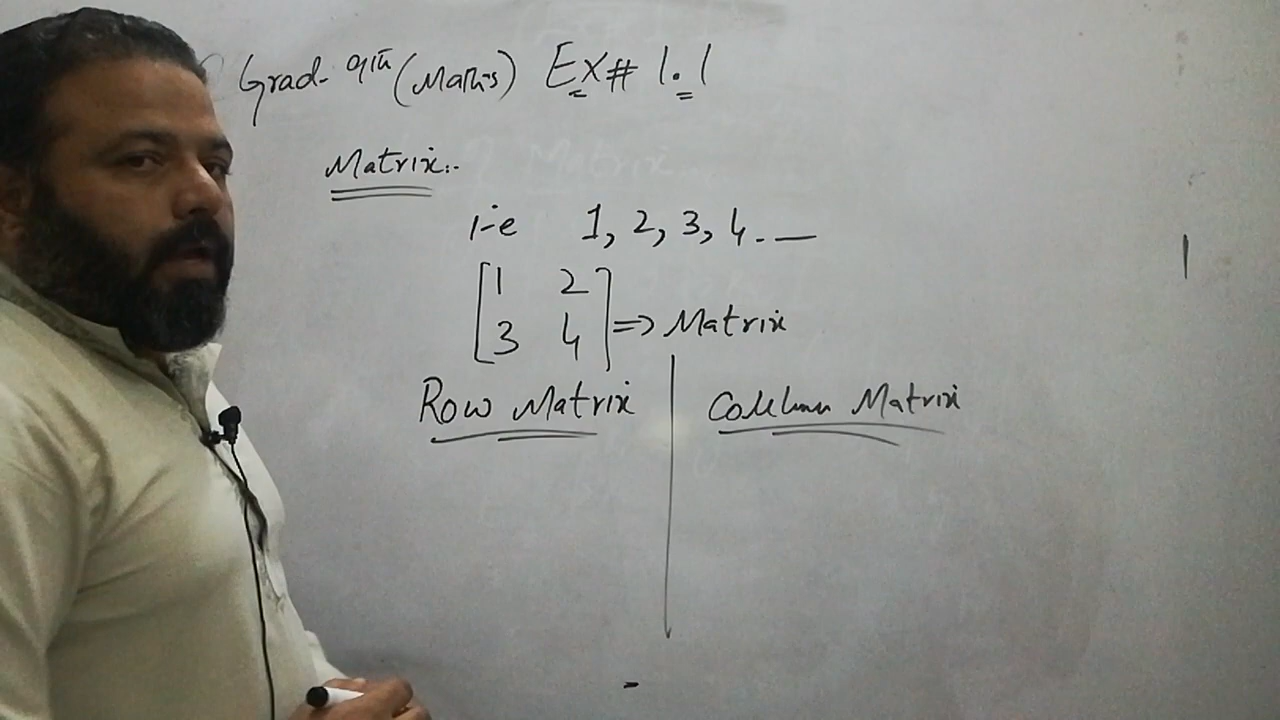 Grad- 9th (Maths) Ex# 1.1
Matrix:-
i-e 1, 2, 3, 4 - —
1 2
3 4 => Matrix
Row Matrix
Matrix